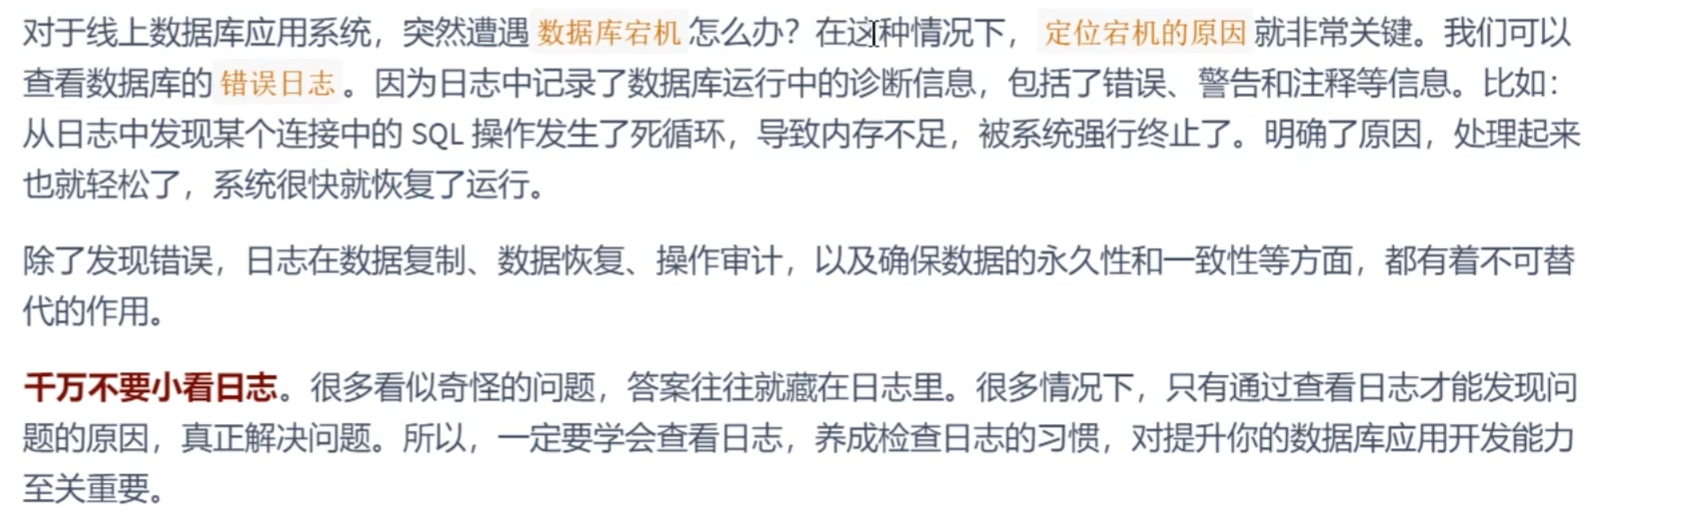 对于线上数据库应用系统，突然遭遇 数据库宕机 怎么办？在这种情况下， 定位宕机的原因 就非常关键。我们可以
查看数据库的 错误日志 。因为日志中记录了数据库运行中的诊断信息，包括了错误、警告和注释等信息。比如：
从日志中发现某个连接中的 SQL 操作发生了死循环，导致内存不足，被系统强行终止了。明确了原因，处理起来
也就轻松了，系统很快就恢复了运行。
除了发现错误，日志在数据复制、数据恢复、操作审计，以及确保数据的永久性和一致性等方面，都有着不可替
代的作用。
千万不要小看日志。很多看似奇怪的问题，答案往往就藏在日志里。很多情况下，只有通过查看日志才能发现问
题的原因，真正解决问题。所以，一定要学会查看日志，养成检查日志的习惯，对提升你的数据库应用开发能力
至关重要。